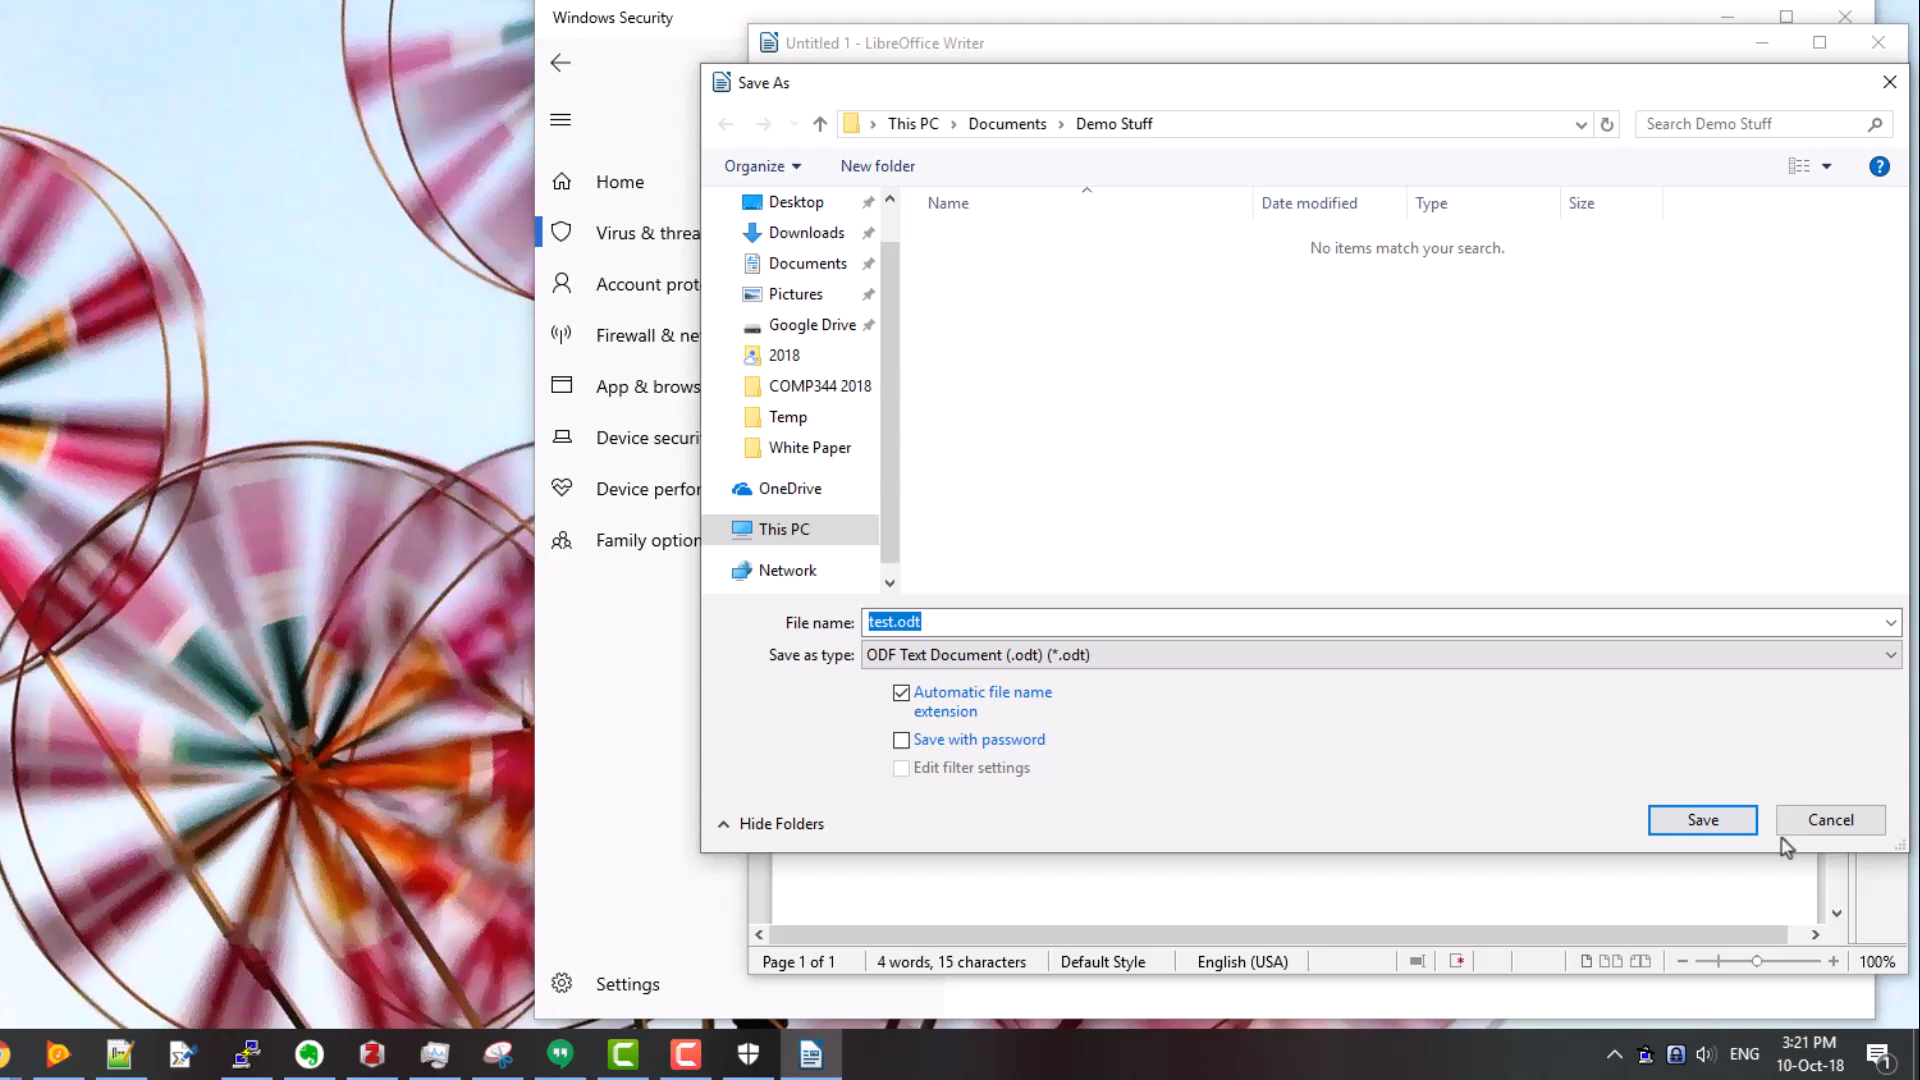 Windows Security
Untitled 1 - LibreOffice Writer
Save As
This PC
Documents
Demo Stuff
Search Demo Stuff
Organize
New folder
?
Home
Virus & threa
Account prot
Firewall & ne
App & brows
Device securi
Device perfor
Family option
Settings
Desktop
Downloads
Documents
Pictures
Google Drive
2018
COMP344 2018
Temp
White Paper
OneDrive
This PC
Network
Name
Date modified
Type
Size
No items match your search.
File name:
test.odt
Save as type:
ODF Text Document (.odt) (*.odt)
Automatic file name
extension
Save with password
Edit filter settings
Hide Folders
Save
Cancel
Page 1 of 1
4 words, 15 characters
Default Style
English (USA)
100%
ENG
3:21 PM
10-Oct-18
1